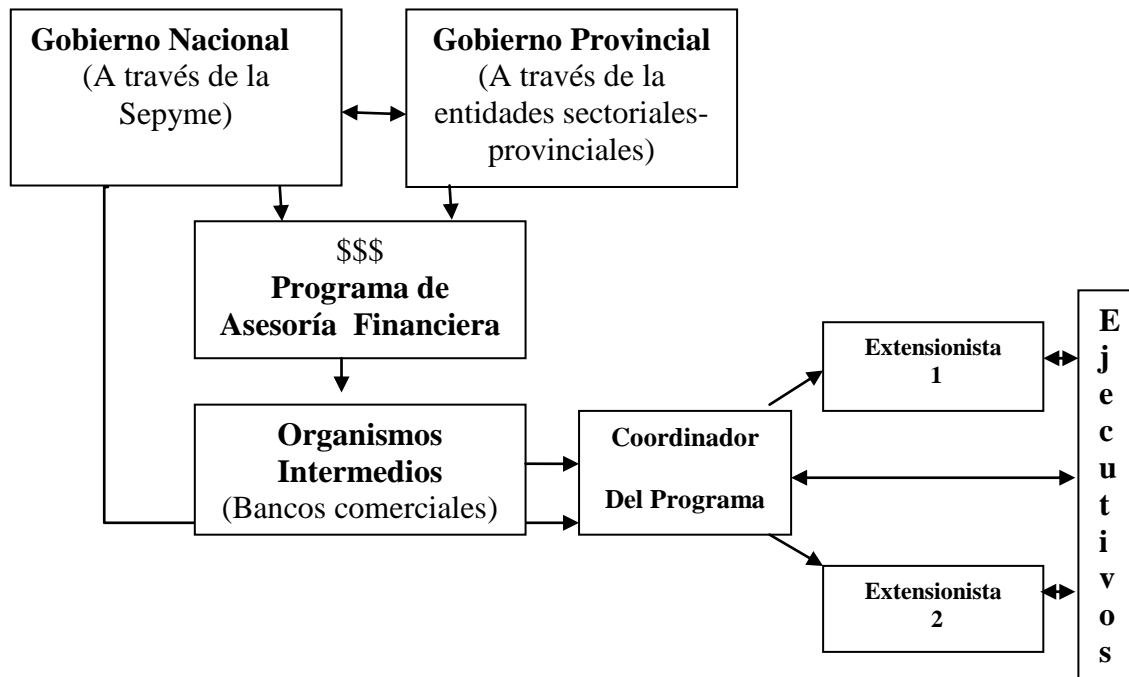 Gobierno Nacional
(A través de la
Sepyme)
Gobierno Provincial
(A través de la
entidades sectoriales-
provinciales)
$$$
Programa de
Asesoría Financiera
Organismos
Intermedios
(Bancos comerciales)
Coordinador
Del Programa
Extensionista
1
Extensionista
2
E
j
e
c
u
t
i
v
o
s